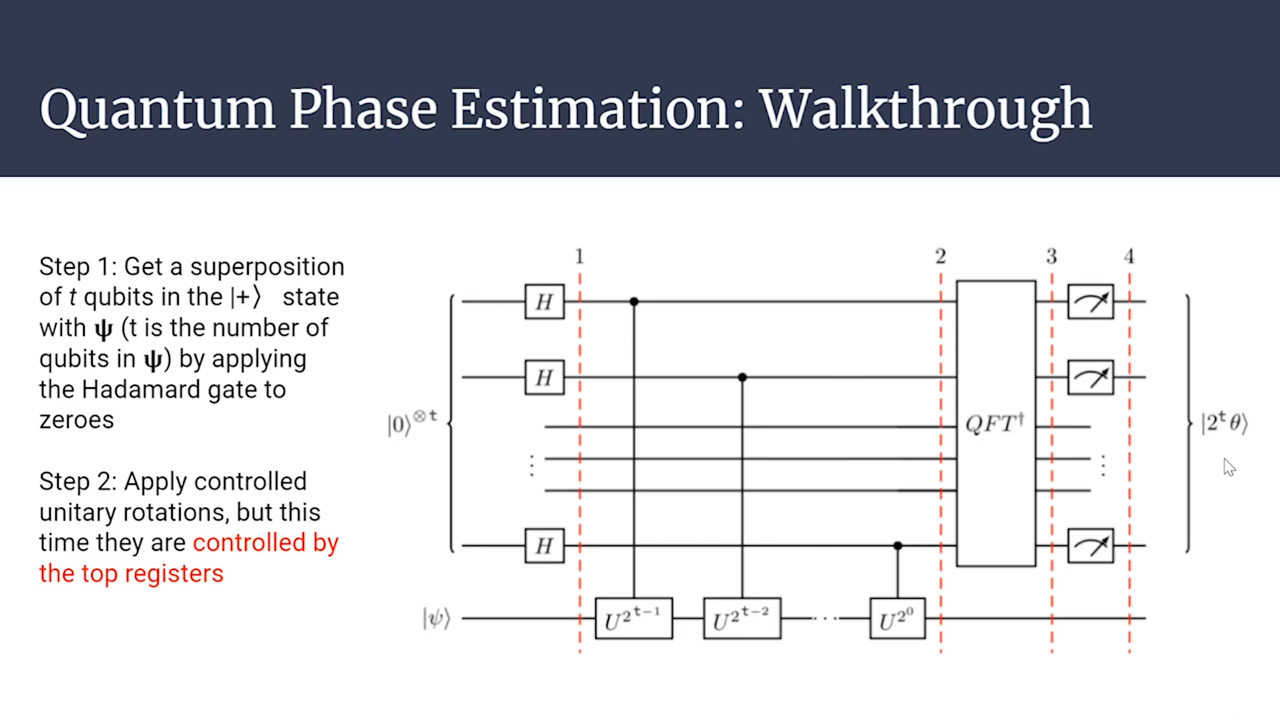 Quantum Phase Estimation: Walkthrough
Step 1: Get a superposition
of t qubits in the |+⟩ state
with ψ (t is the number of
qubits in ψ) by applying
the Hadamard gate to
zeroes
Step 2: Apply controlled
unitary rotations, but this
time they are controlled by
the top registers
1 2 3 4
H
H
|0⟩⊗t QFT† |2^tθ⟩
⋮ ⋮
H
|ψ⟩ U^2^t−1 U^2^t−2 ··· U^2^0